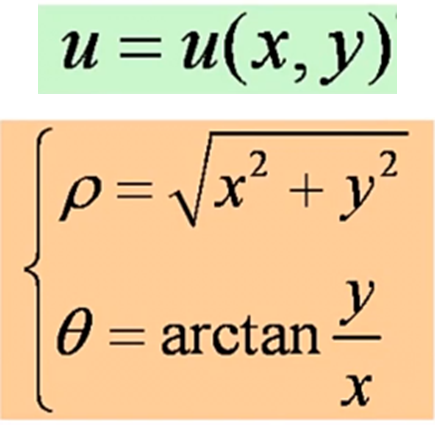 u = u(x, y)
ρ = √(x² + y²)
θ = arctan y/x